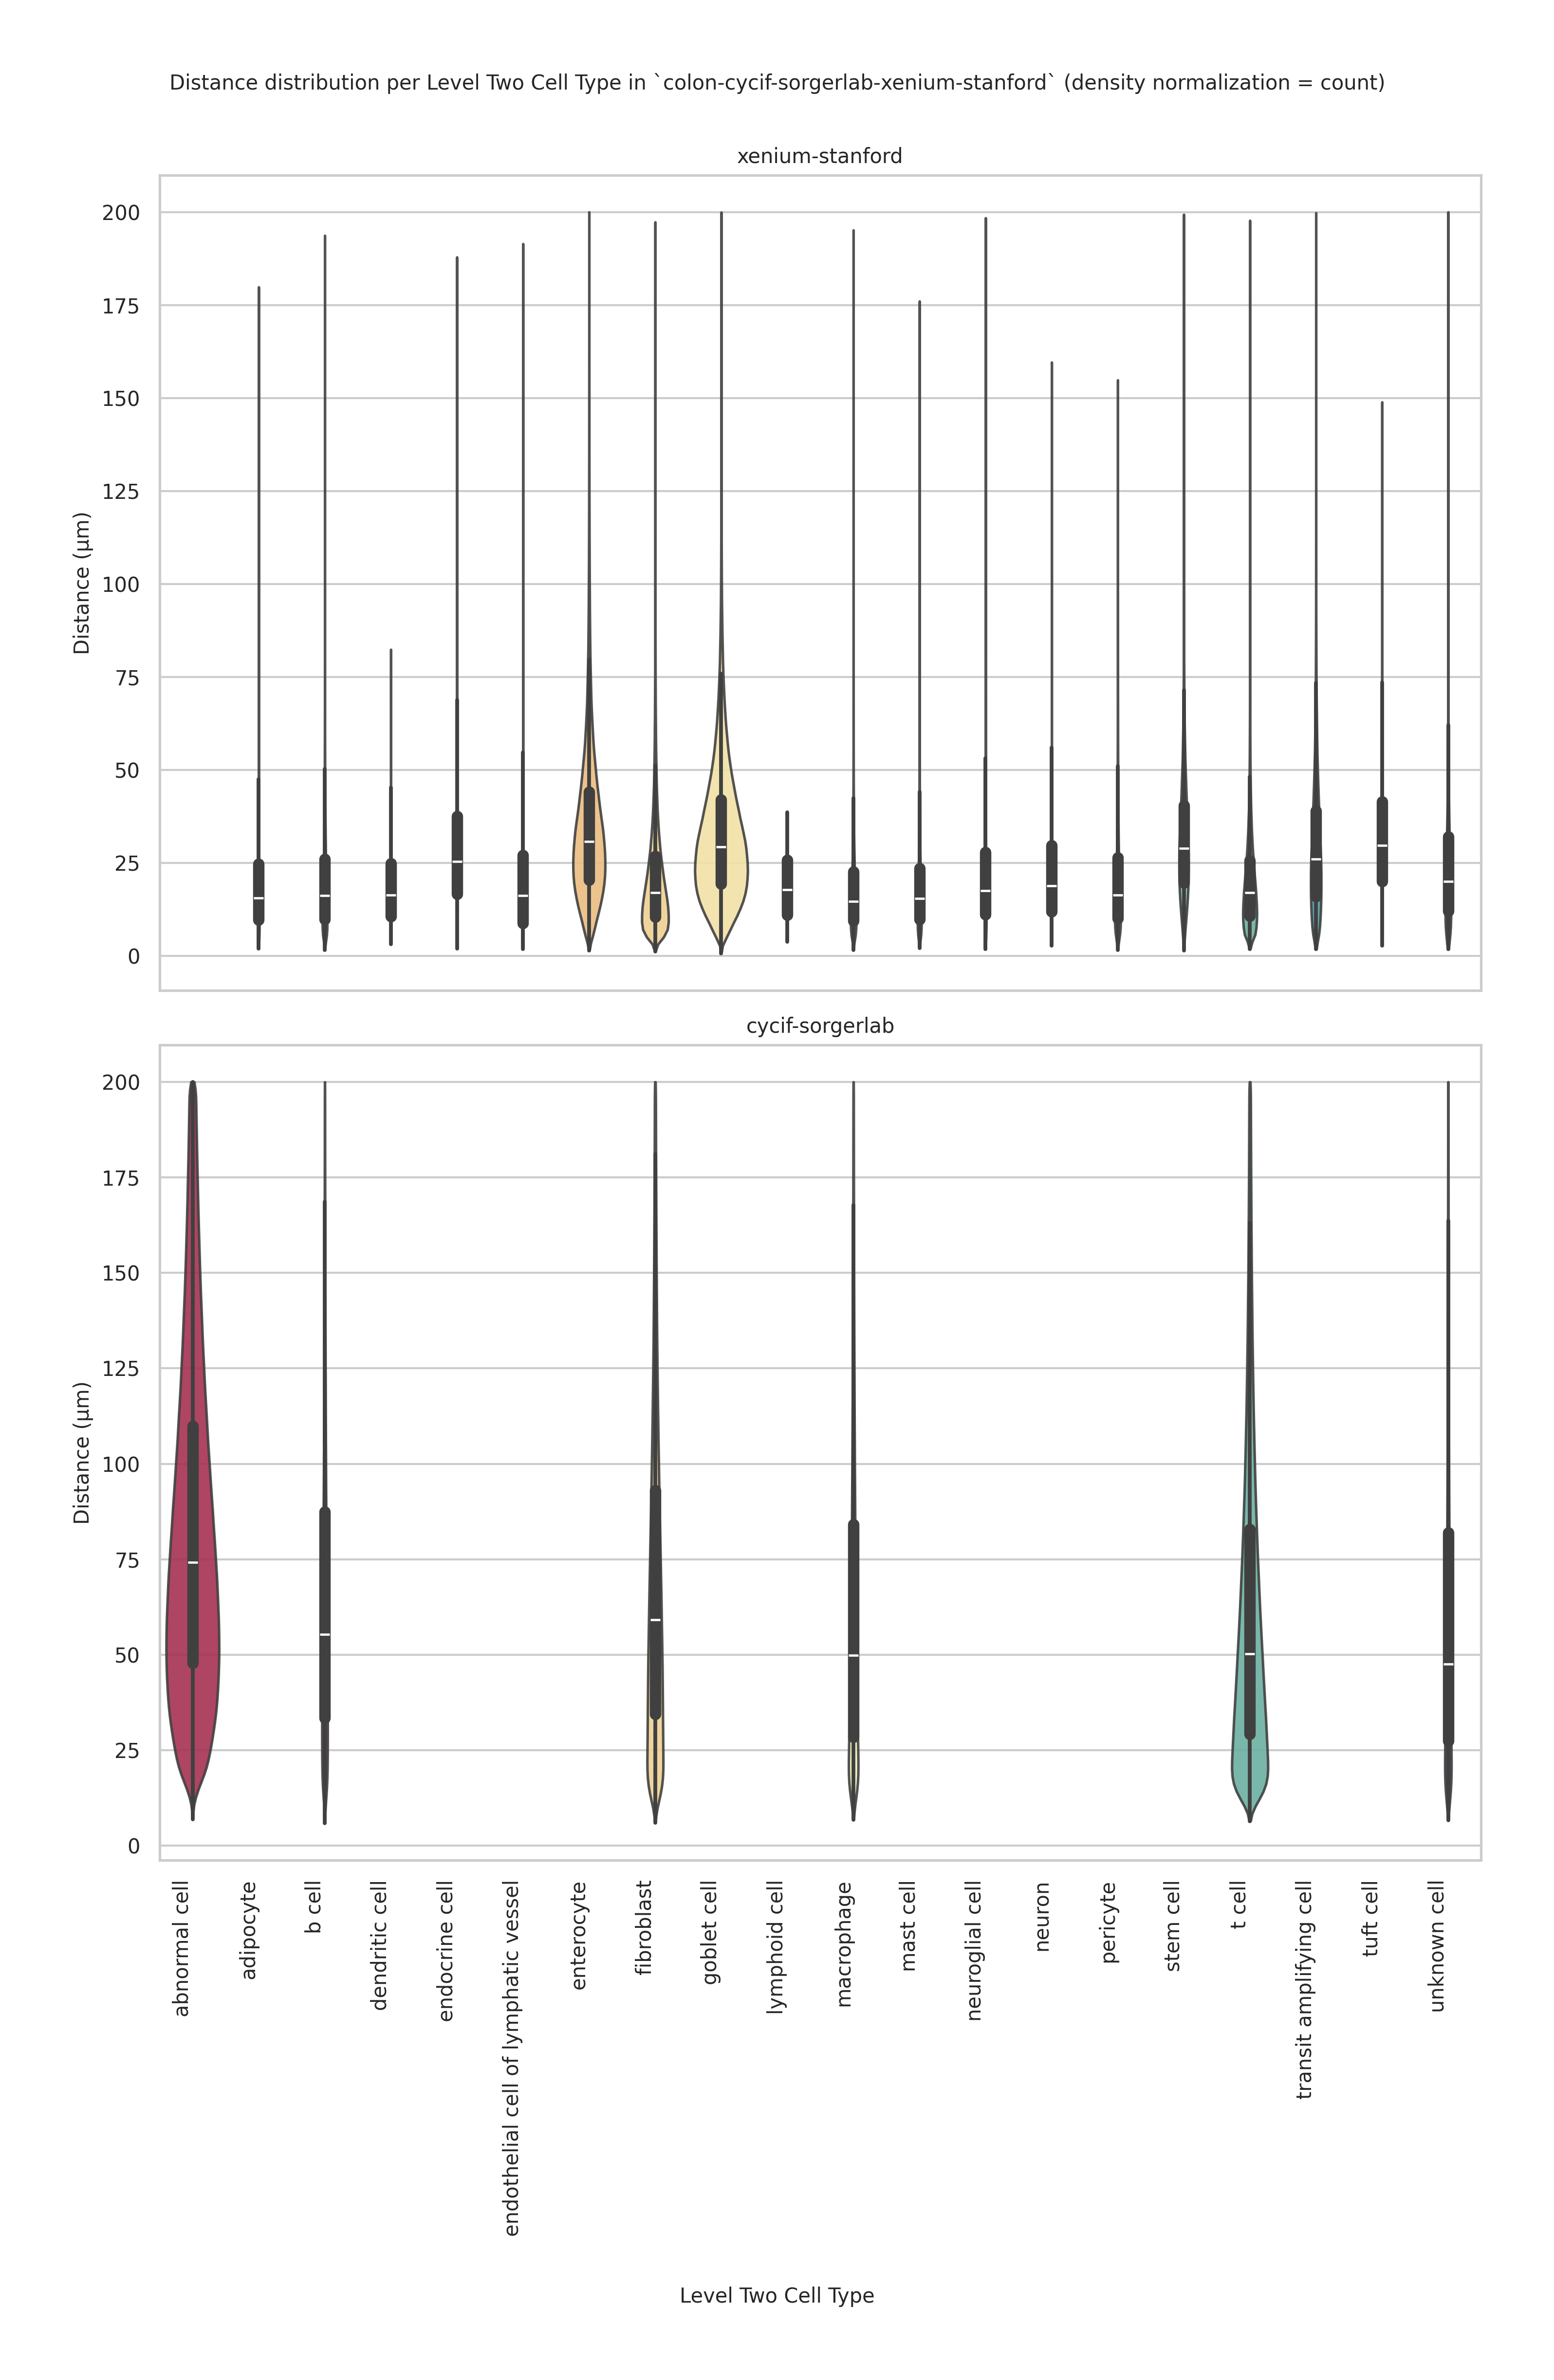 Distance distribution per Level Two Cell Type in `colon-cycif-sorgerlab-xenium-stanford` (density normalization = count)
xenium-stanford
200
175
150
125
100
75
50
25
0
Distance (μm)
cycif-sorgerlab
200
175
150
125
100
75
50
25
0
Distance (μm)
abnormal cell
adipocyte
b cell
dendritic cell
endocrine cell
endothelial cell of lymphatic vessel
enterocyte
fibroblast
goblet cell
lymphoid cell
macrophage
mast cell
neuroglial cell
neuron
pericyte
stem cell
t cell
transit amplifying cell
tuft cell
unknown cell
Level Two Cell Type